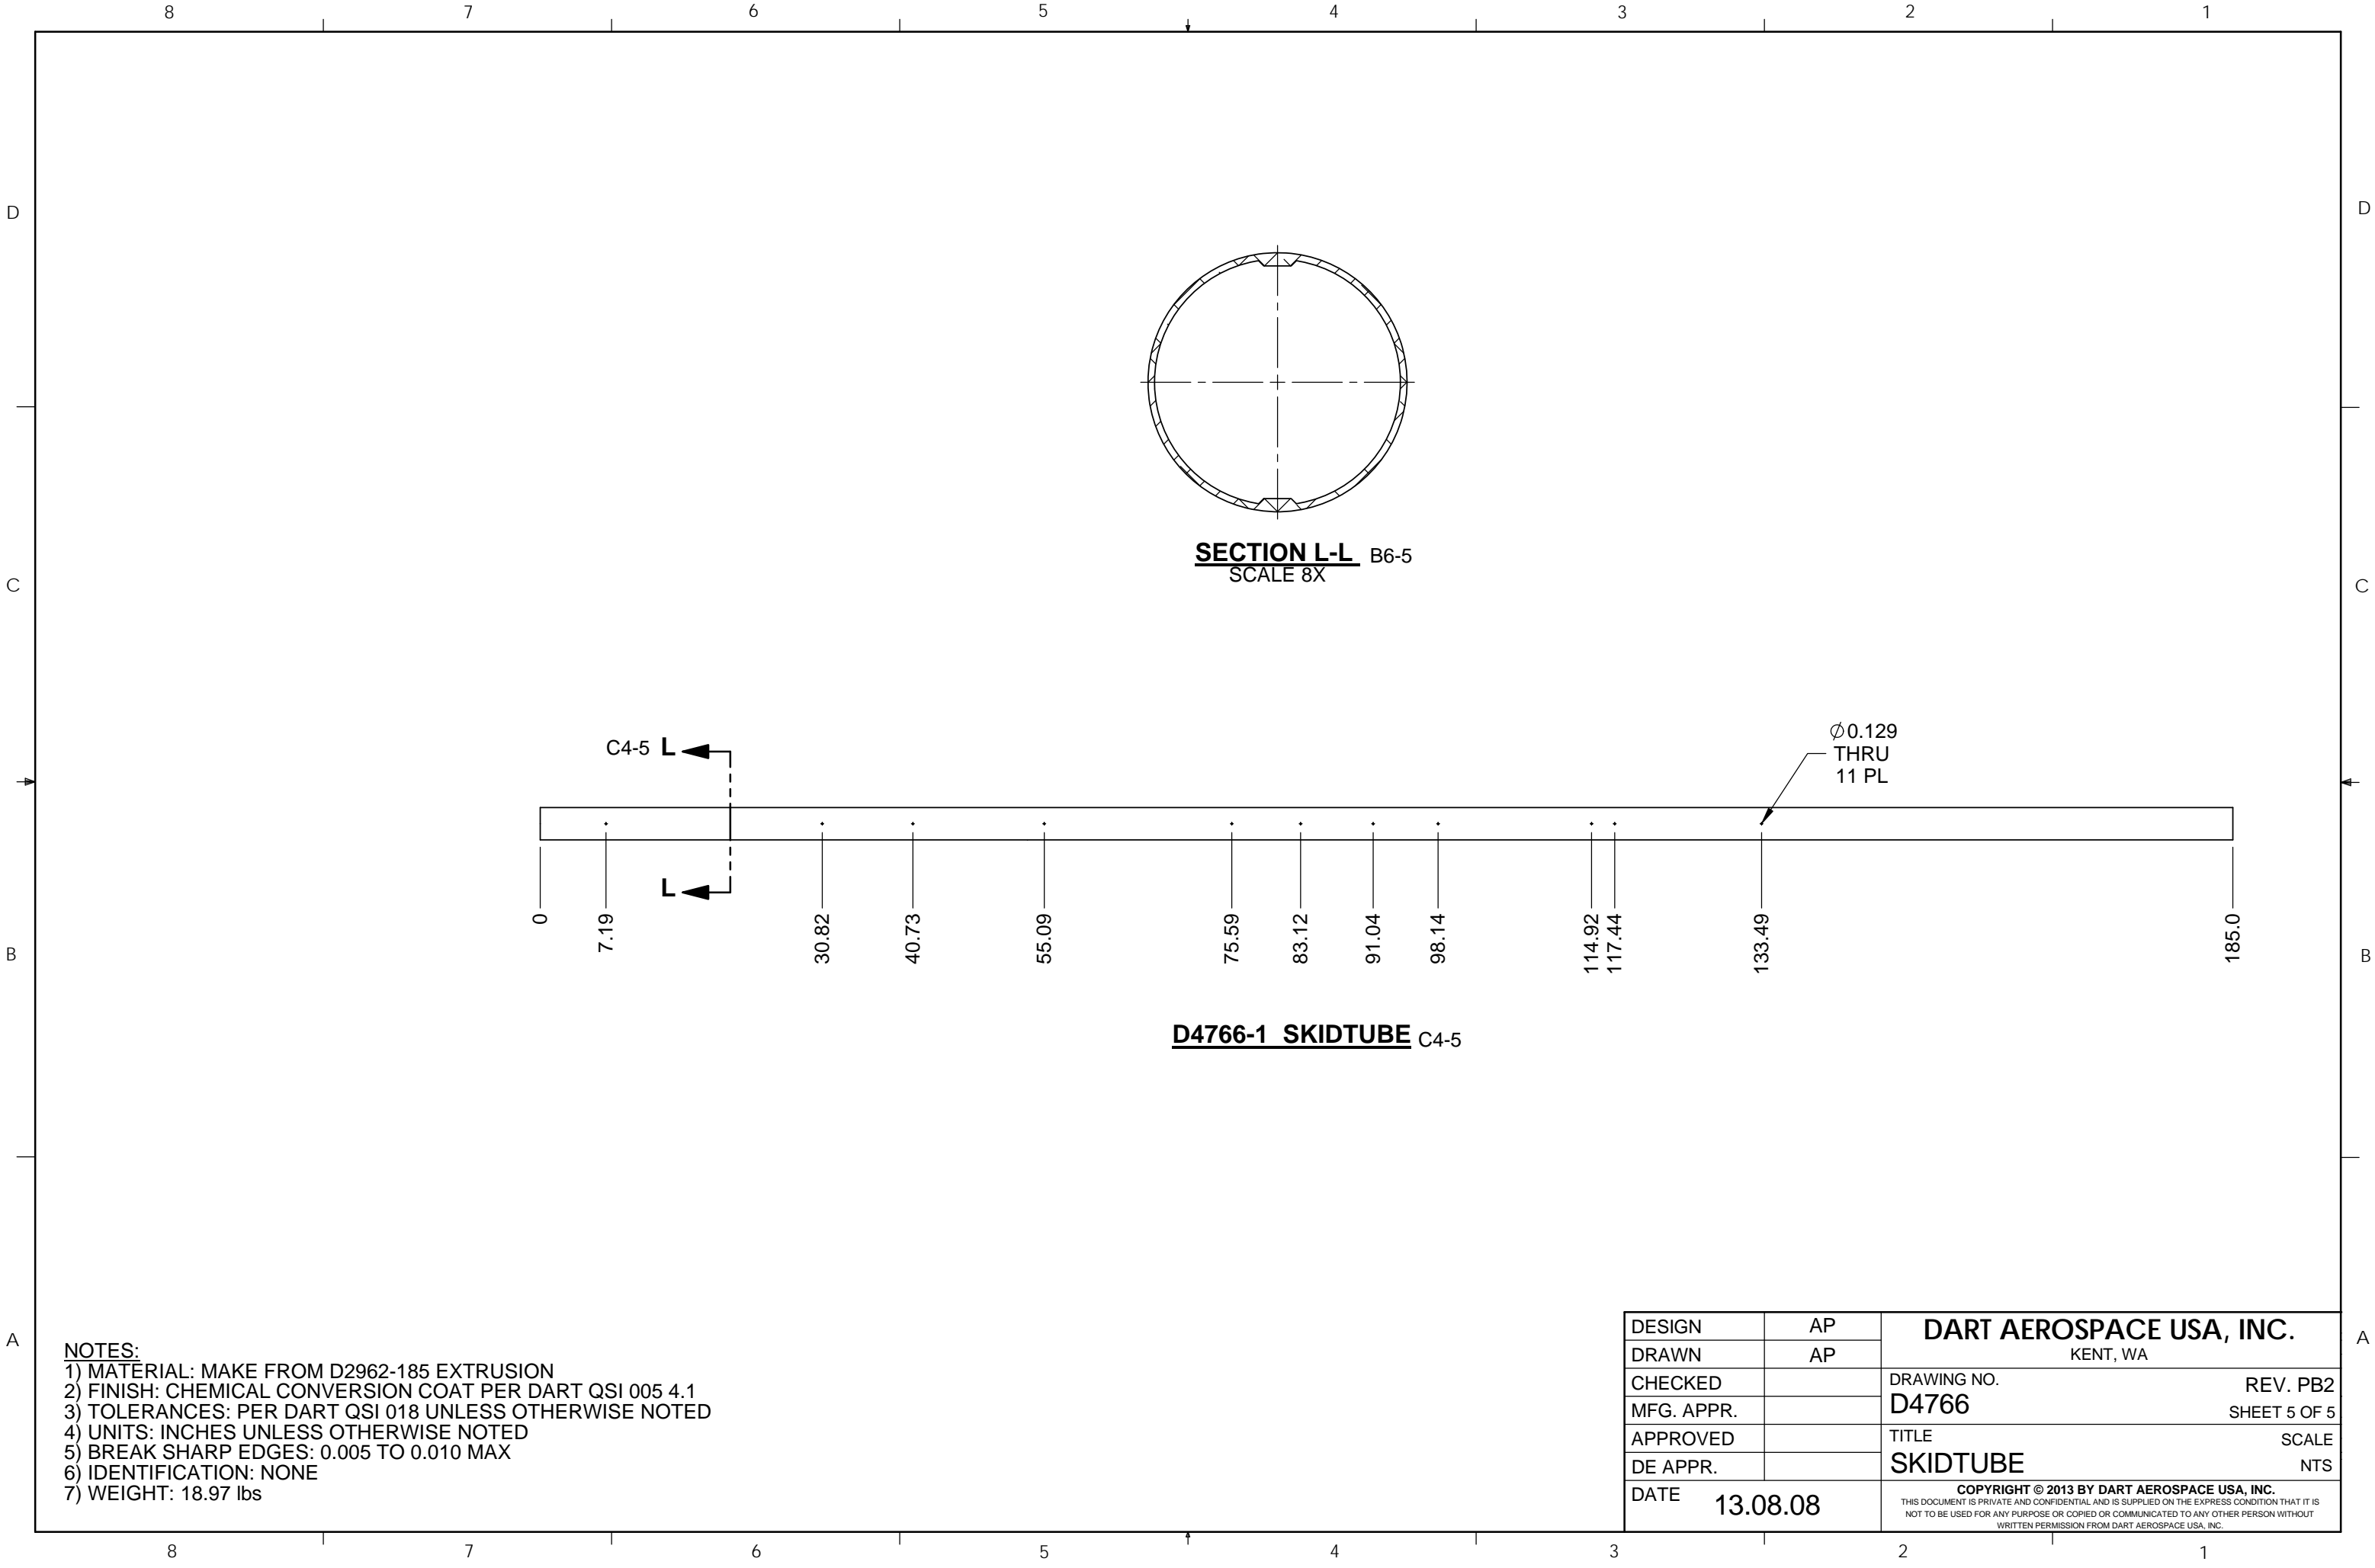 8 7 6 5 4 3 2 1
D D
SECTION L-L B6-5
SCALE 8X
C C
Ø0.129
THRU
11 PL
C4-5 L
L
0 7.19 30.82 40.73 55.09 75.59 83.12 91.04 98.14 114.92 117.44 133.49 185.0
B B
D4766-1 SKIDTUBE C4-5
A A
NOTES:
1) MATERIAL: MAKE FROM D2962-185 EXTRUSION
2) FINISH: CHEMICAL CONVERSION COAT PER DART QSI 005 4.1
3) TOLERANCES: PER DART QSI 018 UNLESS OTHERWISE NOTED
4) UNITS: INCHES UNLESS OTHERWISE NOTED
5) BREAK SHARP EDGES: 0.005 TO 0.010 MAX
6) IDENTIFICATION: NONE
7) WEIGHT: 18.97 lbs
DESIGN AP
DRAWN AP
CHECKED
MFG. APPR.
APPROVED
DE APPR.
DATE 13.08.08
DART AEROSPACE USA, INC.
KENT, WA
DRAWING NO. REV. PB2
D4766 SHEET 5 OF 5
TITLE SCALE
SKIDTUBE NTS
COPYRIGHT © 2013 BY DART AEROSPACE USA, INC.
THIS DOCUMENT IS PRIVATE AND CONFIDENTIAL AND IS SUPPLIED ON THE EXPRESS CONDITION THAT IT IS
NOT TO BE USED FOR ANY PURPOSE OR COPIED OR COMMUNICATED TO ANY OTHER PERSON WITHOUT
WRITTEN PERMISSION FROM DART AEROSPACE USA, INC.
8 7 6 5 4 3 2 1